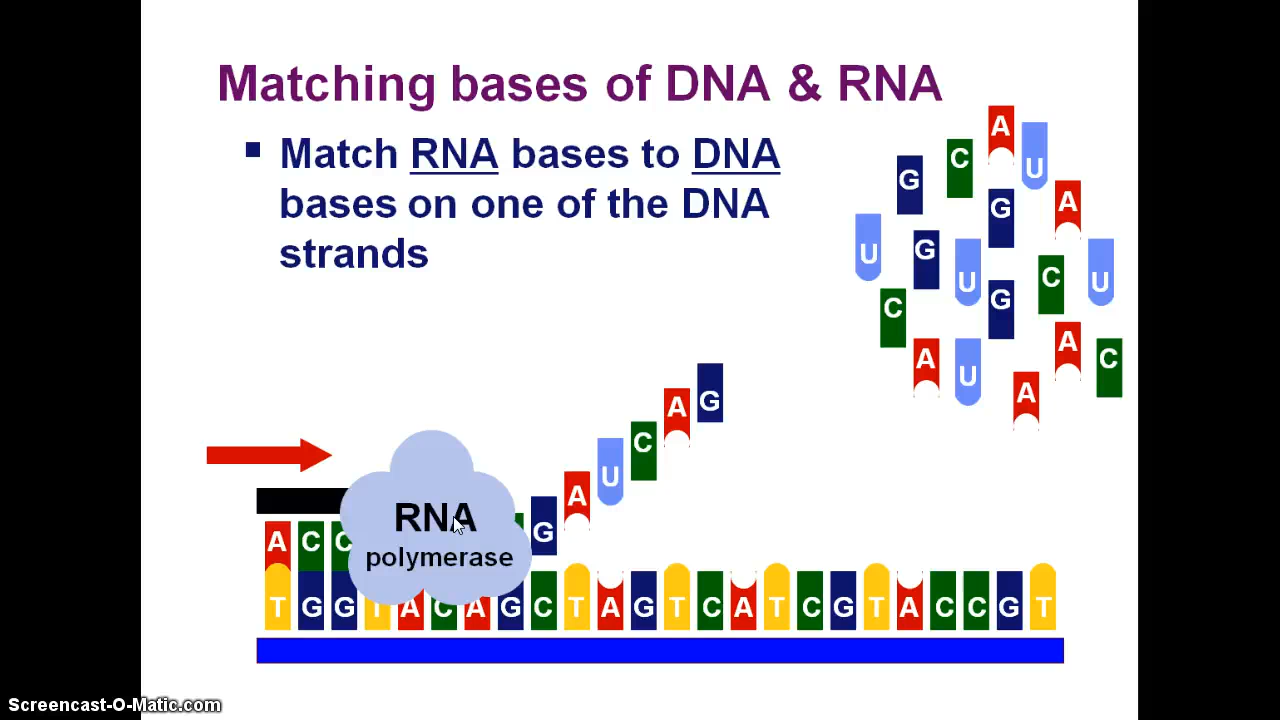 Matching bases of DNA & RNA
Match RNA bases to DNA
bases on one of the DNA
strands
A
G C U
G A
U G U C U
C G
A U A C
A
G A U C A G
RNA
polymerase
A C C
T G G T A C A G C T A G T C A T C G T A C C G T
Screencast-O-Matic.com